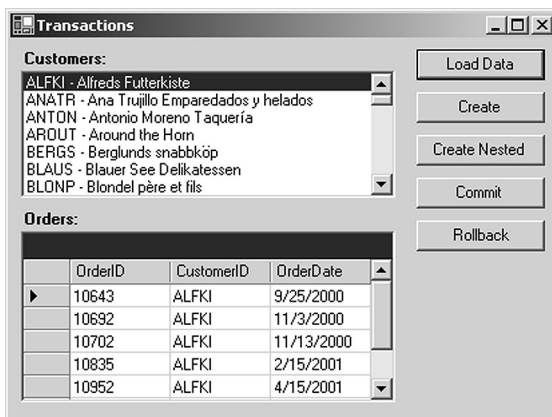 Transactions
Customers:
ALFKI - Alfreds Futterkiste
ANATR - Ana Trujillo Emparedados y helados
ANTON - Antonio Moreno Taquería
AROUT - Around the Horn
BERGS - Berglunds snabbköp
BLAUS - Blauer See Delikatessen
BLONP - Blondel père et fils
Load Data
Create
Create Nested
Commit
Rollback
Orders:
OrderID CustomerID OrderDate
10643 ALFKI 9/25/2000
10692 ALFKI 11/3/2000
10702 ALFKI 11/13/2000
10835 ALFKI 2/15/2001
10952 ALFKI 4/15/2001